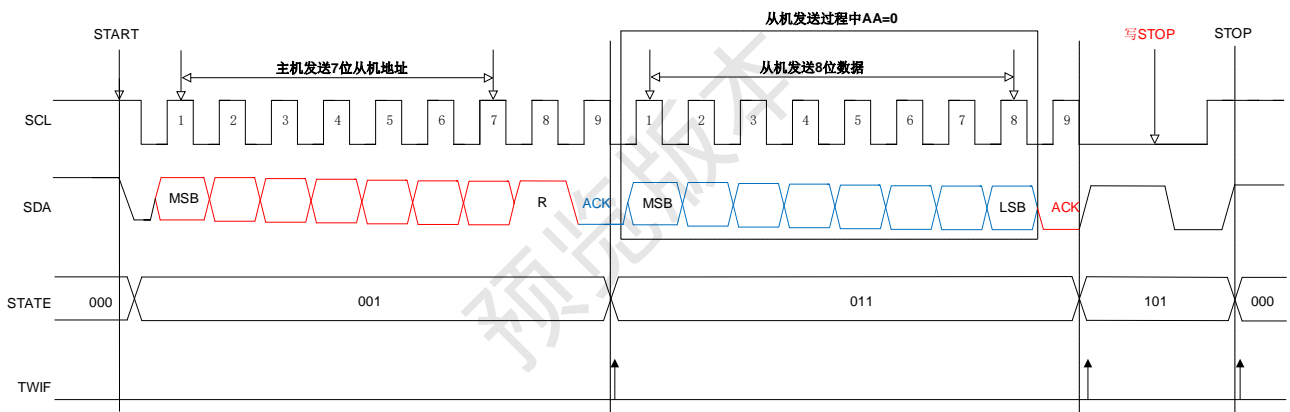 从机发送过程中AA=0
START
写STOP
STOP
主机发送7位从机地址
从机发送8位数据
SCL
1 2 3 4 5 6 7 8 9 1 2 3 4 5 6 7 8 9
SDA
MSB R ACK MSB LSB ACK
STATE
000 001 011 101 000
TWIF
预览版本